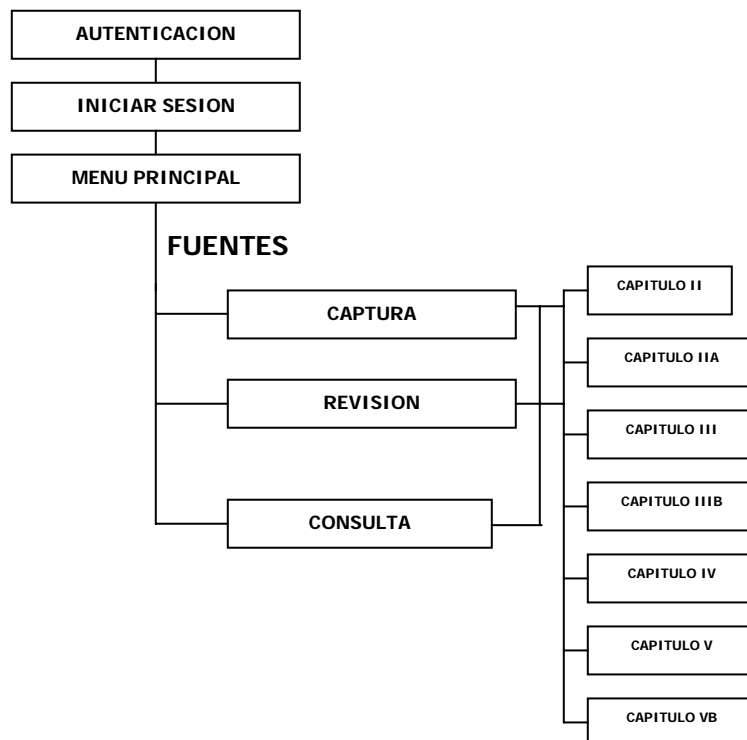 AUTENTICACION
INICIAR SESION
MENU PRINCIPAL
FUENTES
CAPTURA
REVISION
CONSULTA
CAPITULO II
CAPITULO IIA
CAPITULO III
CAPITULO IIIB
CAPITULO IV
CAPITULO V
CAPITULO VB